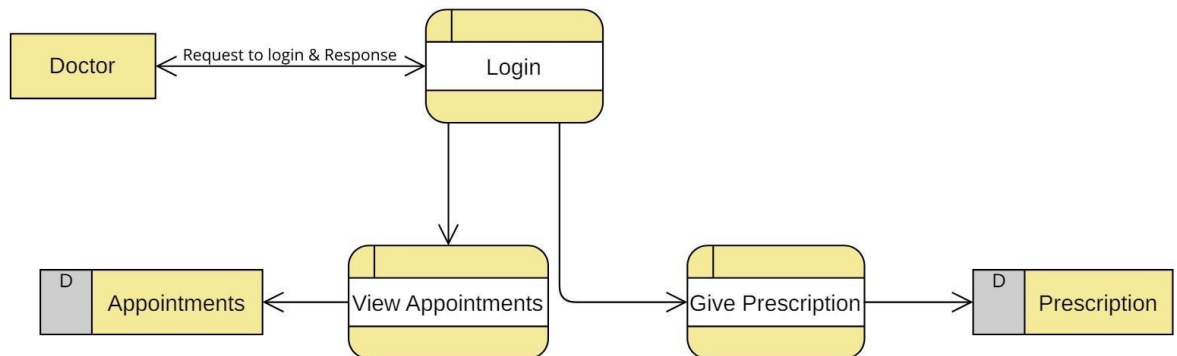 Doctor
Request to login & Response
Login
D
Appointments
View Appointments
Give Prescription
D
Prescription